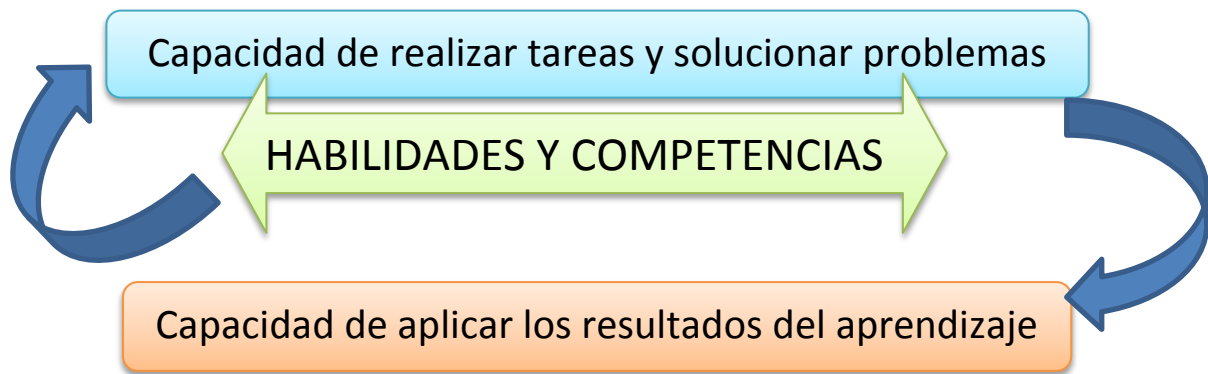 Capacidad de realizar tareas y solucionar problemas
HABILIDADES Y COMPETENCIAS
Capacidad de aplicar los resultados del aprendizaje